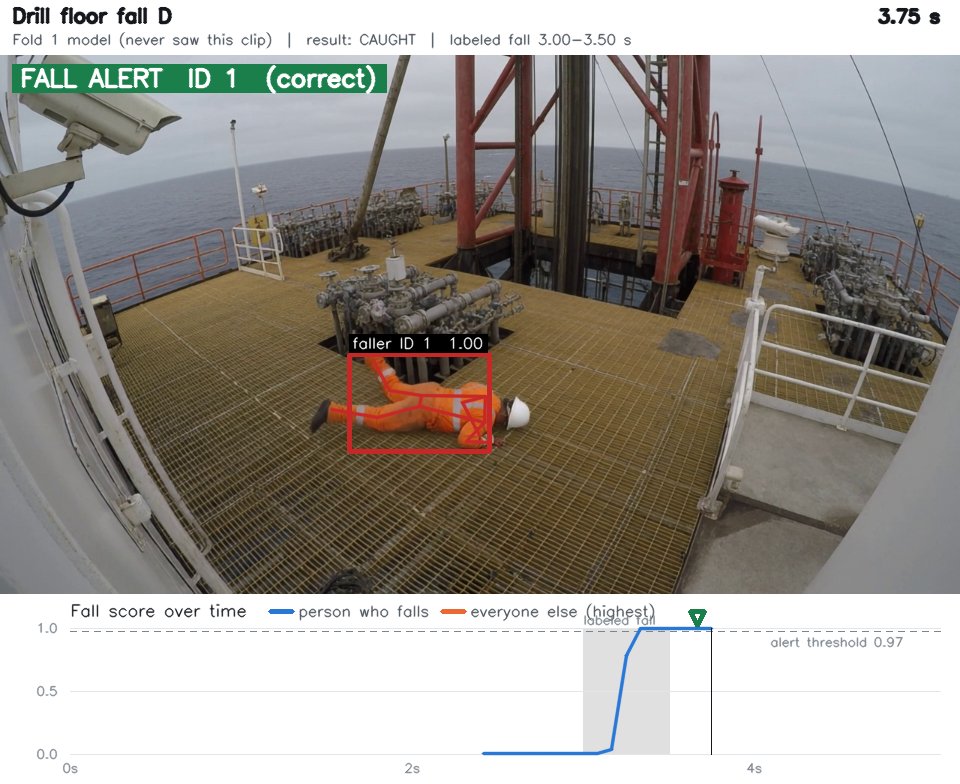 Drill floor fall D
3.75 s
Fold 1 model (never saw this clip) | result: CAUGHT | labeled fall 3.00–3.50 s
FALL ALERT ID 1 (correct)
faller ID 1 1.00
Fall score over time
person who falls
everyone else (highest)
labeled fall
1.0
alert threshold 0.97
0.5
0.0
0s
2s
4s